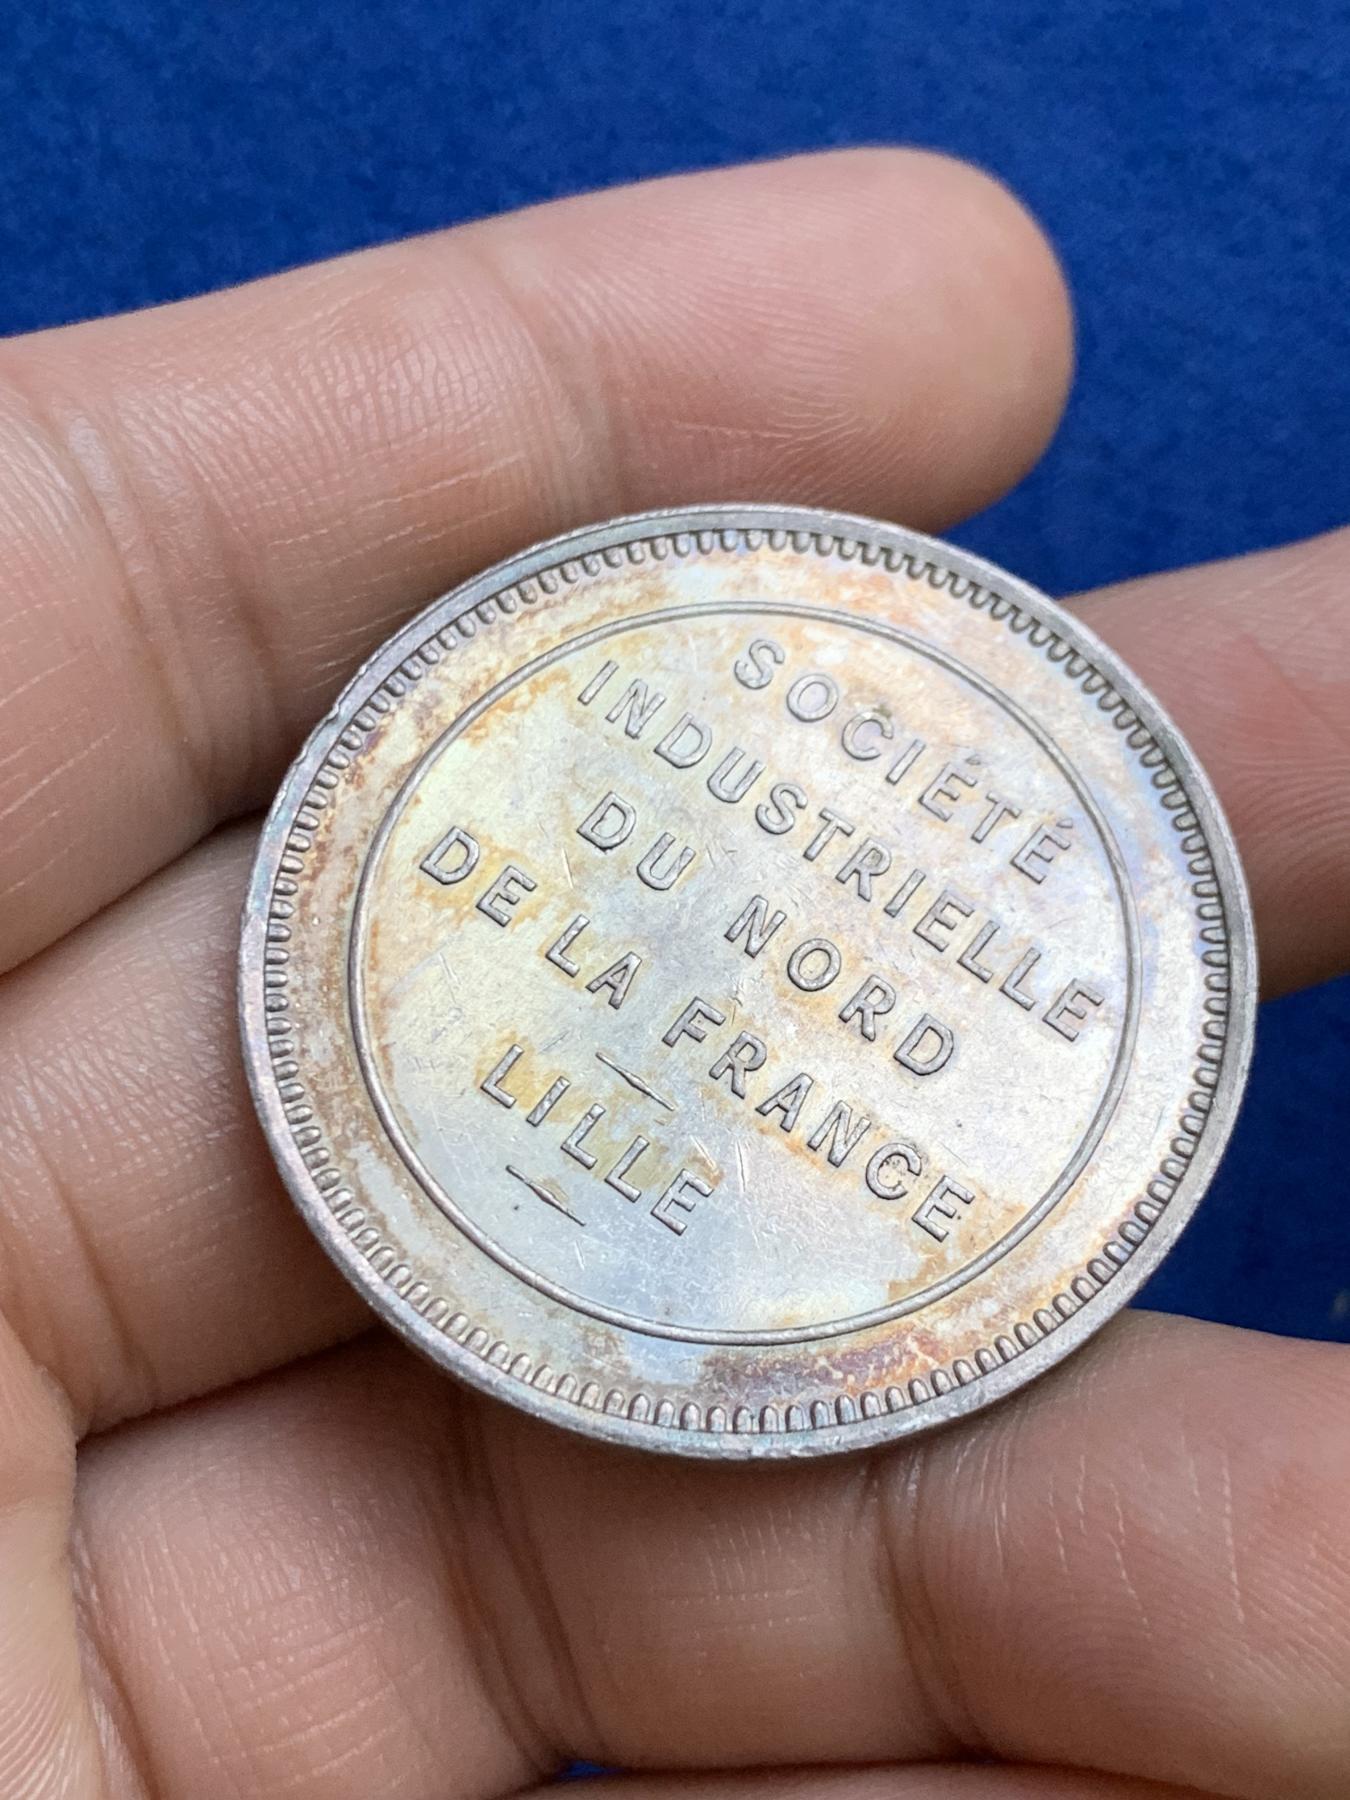 SOCIÉTÉ
INDUSTRIELLE
DU NORD
DE LA FRANCE
LILLE